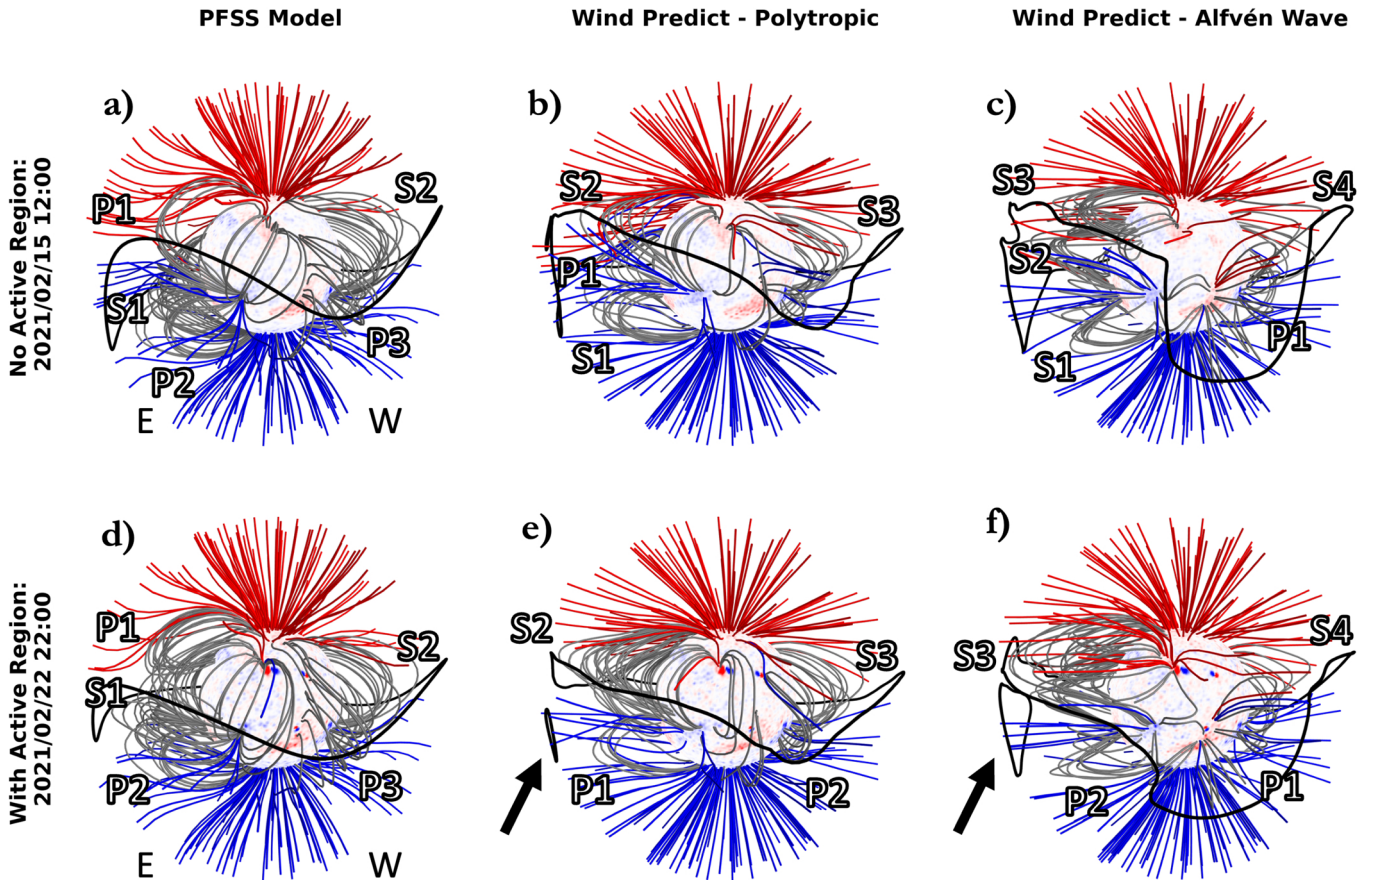 PFSS Model
Wind Predict - Polytropic
Wind Predict - Alfvén Wave
No Active Region:
2021/02/15 12:00
a)
P1
S2
S1
P3
P2
E
W
b)
S2
S3
P1
S1
c)
S3
S4
S2
P1
S1
With Active Region:
2021/02/22 22:00
d)
P1
S2
S1
P2
P3
E
W
e)
S2
S3
P1
P2
f)
S3
S4
P2
P1